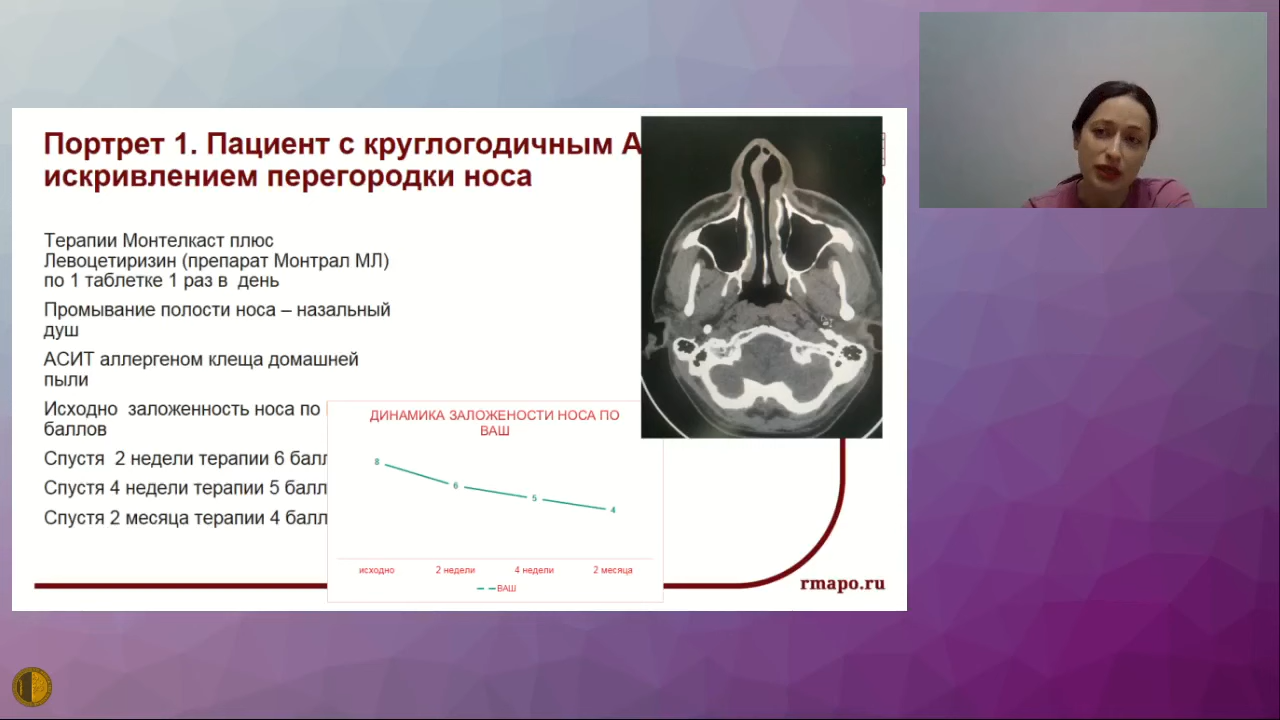 Портрет 1. Пациент с круглогодичным А
искривлением перегородки носа
Терапии Монтелкаст плюс
Левоцетиризин (препарат Монтрал МЛ)
по 1 таблетке 1 раз в  день
Промывание полости носа – назальный
душ
АСИТ аллергеном клеща домашней
пыли
Исходно  заложенность носа по
баллов
Спустя  2 недели терапии 6 балл
Спустя 4 недели терапии 5 балл
Спустя 2 месяца терапии 4 балл
ДИНАМИКА ЗАЛОЖЕНОСТИ НОСА ПО
ВАШ
8
6
5
4
исходно 2 недели 4 недели 2 месяца
ВАШ
rmapo.ru